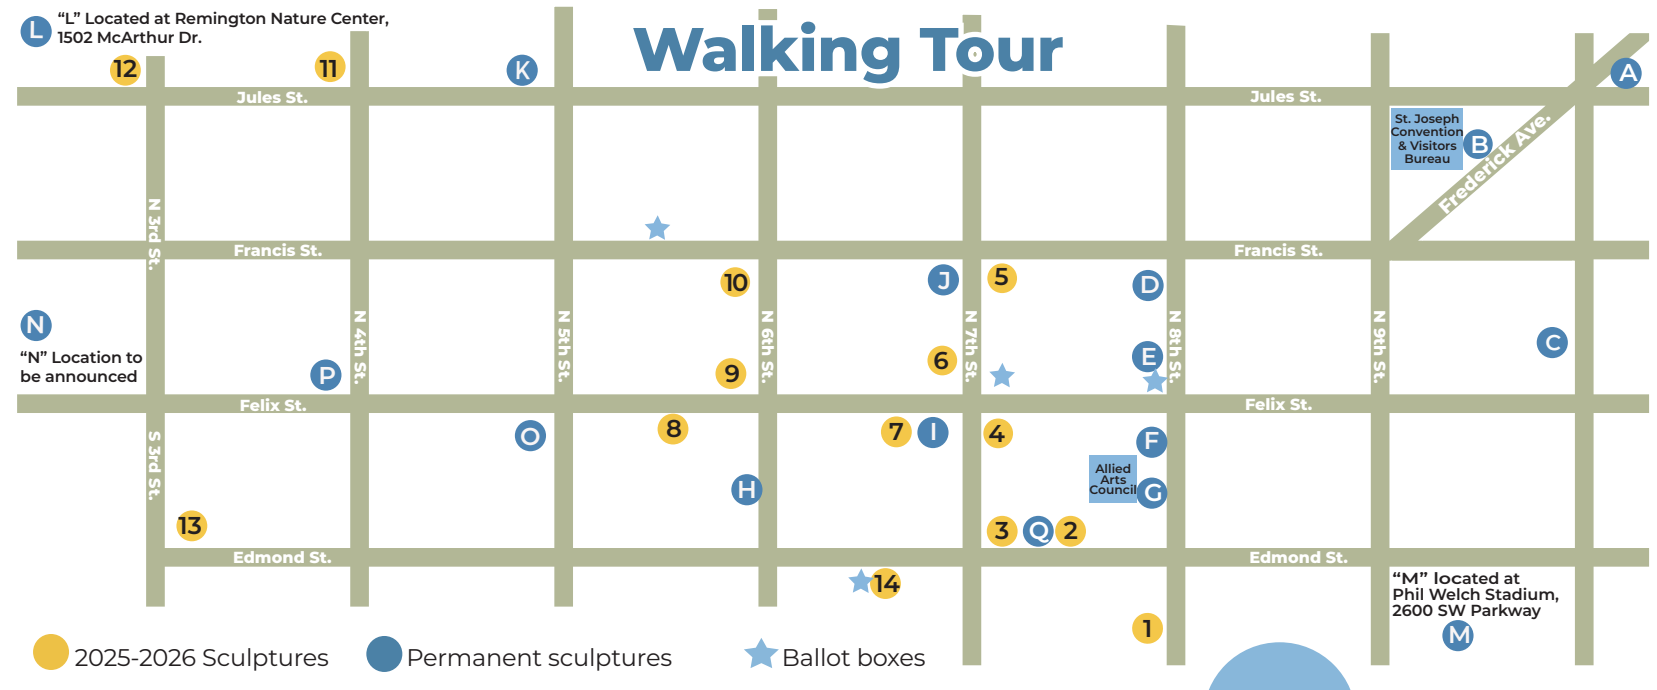 Walking Tour
L
“L” Located at Remington Nature Center,
1502 McArthur Dr.
12
11
K
A
Jules St.
Jules St.
St. Joseph
Convention
& Visitors
Bureau
B
Frederick Ave.
N 3rd St.
Francis St.
Francis St.
10
J
5
D
N
“N” Location to
be announced
N 4th St.
N 5th St.
N 6th St.
N 7th St.
N 8th St.
N 9th St.
E
C
P
9
6
Felix St.
Felix St.
S 3rd St.
O
8
7
I
4
F
Allied
Arts
Council
G
H
13
3
Q
2
Edmond St.
Edmond St.
14
1
“M” located at
Phil Welch Stadium,
2600 SW Parkway
M
2025-2026 Sculptures
Permanent sculptures
Ballot boxes